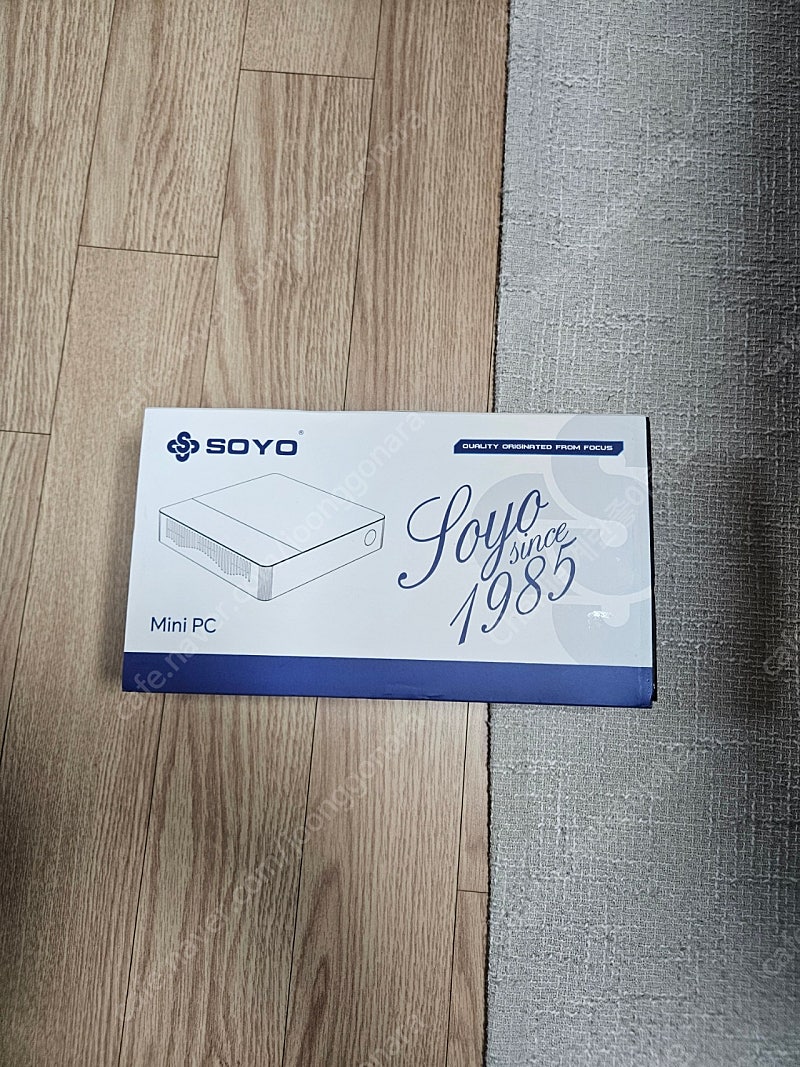 SOYO®
QUALITY ORIGINATED FROM FOCUS
Soyo
since
1985
Mini PC
cafe.naver.com/joonggonara